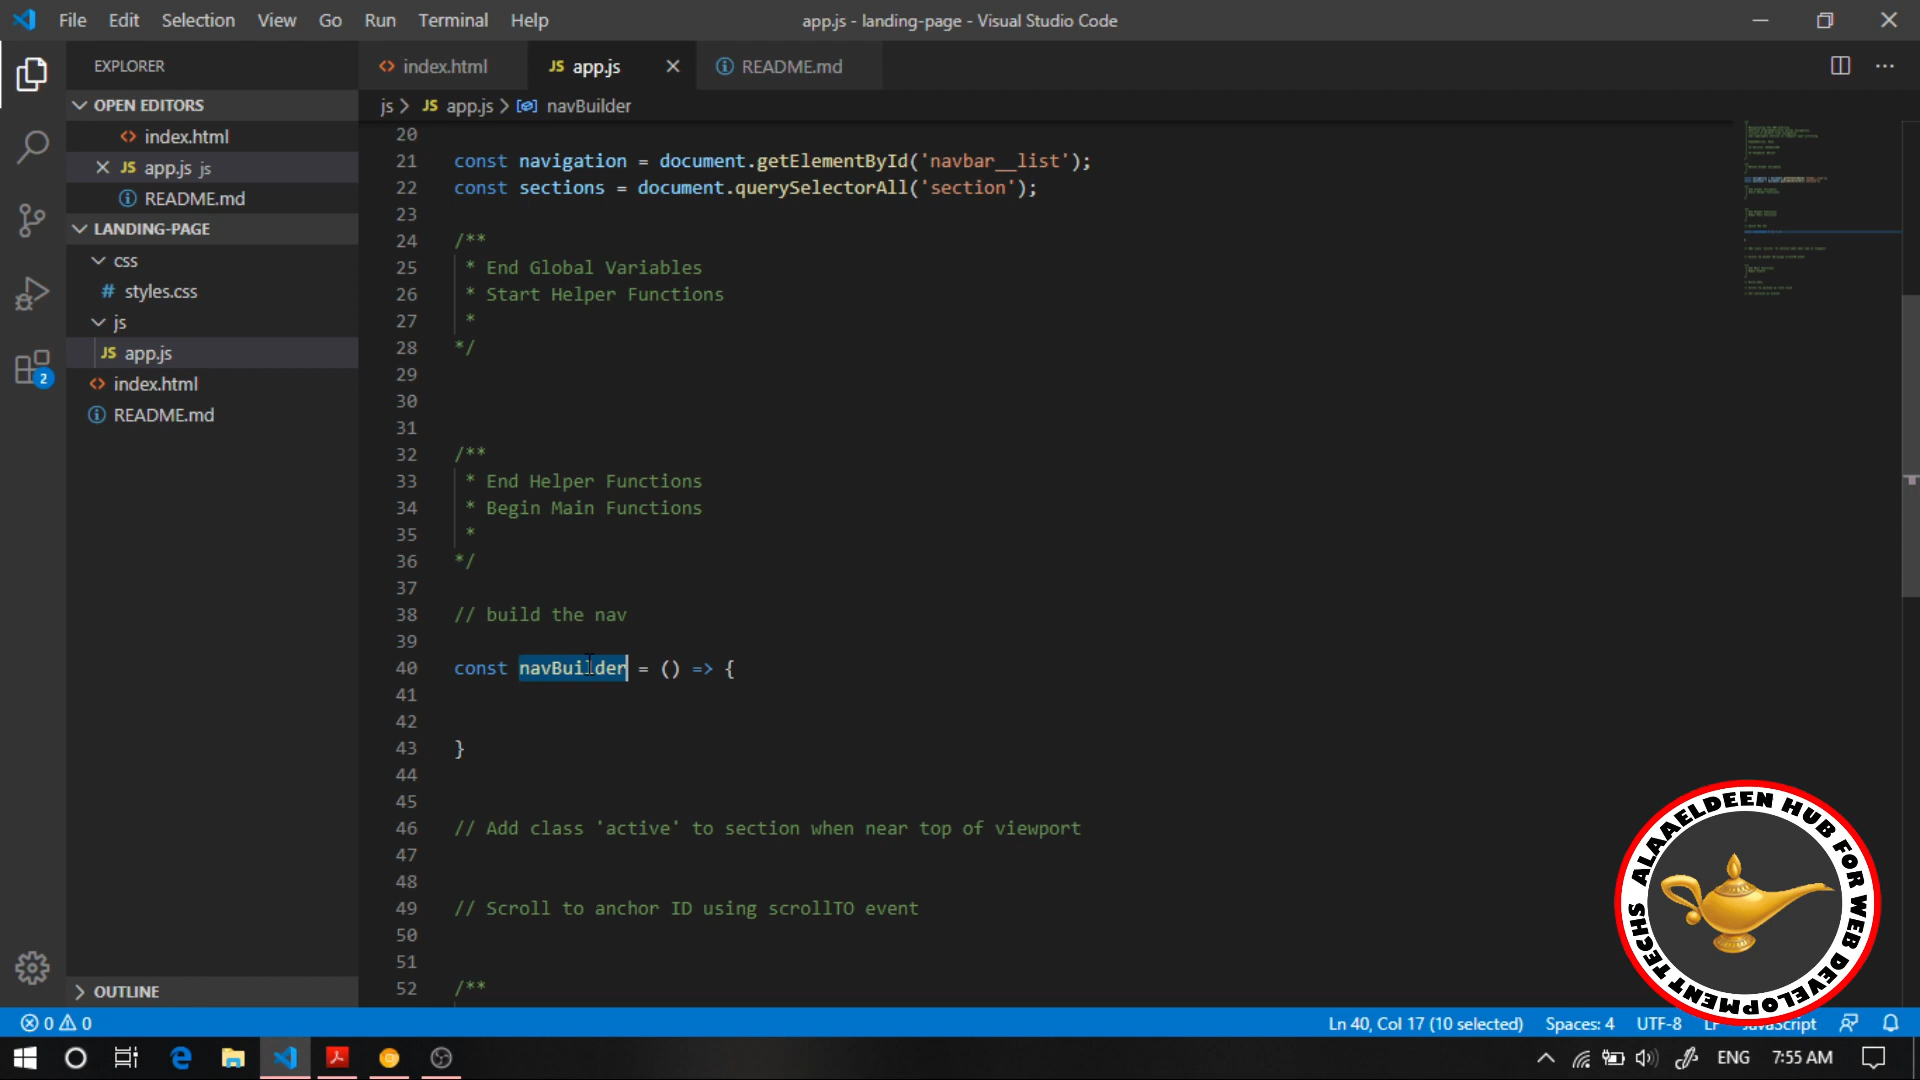 File Edit Selection View Go Run Terminal Help
app.js - landing-page - Visual Studio Code
EXPLORER
OPEN EDITORS
index.html
app.js js
README.md
LANDING-PAGE
css
styles.css
js
JS app.js
index.html
README.md
OUTLINE
2
index.html
JS app.js
README.md
js > JS app.js > navBuilder
20
21 const navigation = document.getElementById('navbar__list');
22 const sections = document.querySelectorAll('section');
23
24 /**
25 * End Global Variables
26 * Start Helper Functions
27 *
28 */
29
30
31
32 /**
33 * End Helper Functions
34 * Begin Main Functions
35 *
36 */
37
38 // build the nav
39
40 const navBuilder = () => {
41
42
43 }
44
45
46 // Add class 'active' to section when near top of viewport
47
48
49 // Scroll to anchor ID using scrollTO event
50
51
52 /**
ALAAELDEEN HUB FOR WEB DEVELOPMENT TECHS
0 0
Ln 40, Col 17 (10 selected) Spaces: 4 UTF-8 LF JavaScript
ENG 7:55 AM